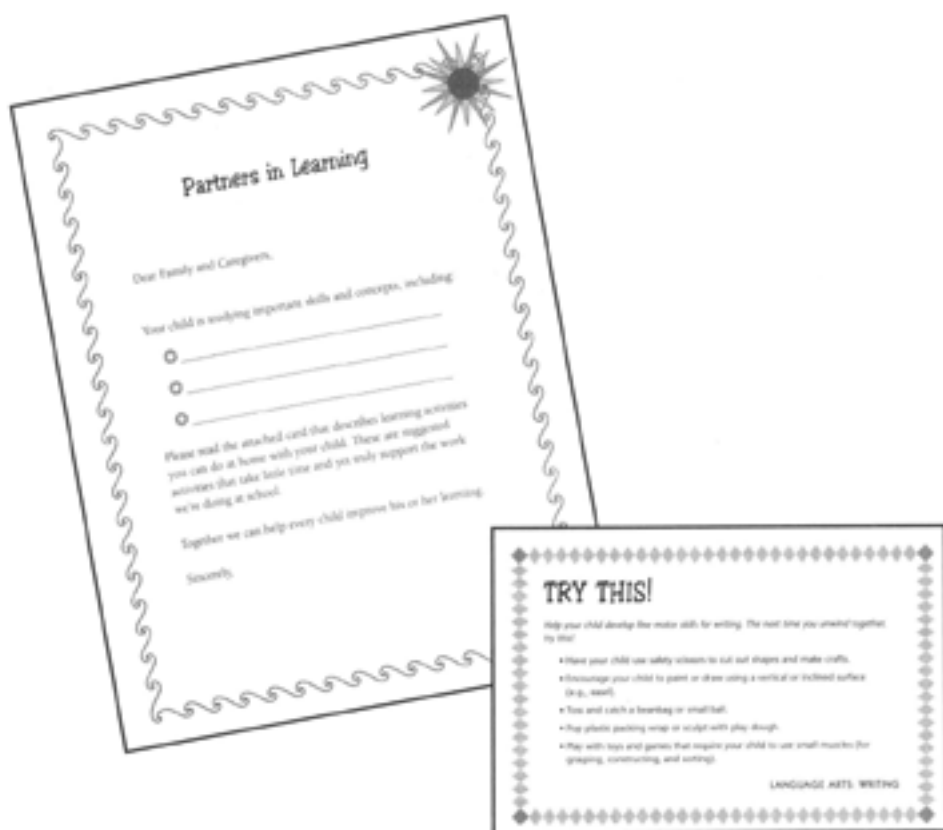 Partners in Learning
Dear Family and Caregivers,
Your child is studying important skills and concepts, including:
Please read the attached card that describes learning activities
you can do at home with your child. These are suggested
activities that take little time and yet truly support the work
we're doing at school.
Together we can help every child improve his or her learning.
Sincerely,
TRY THIS!
Help your child develop fine motor skills for writing. The next time you unwind together,
try this!
• Have your child use safety scissors to cut out shapes and make crafts.
• Encourage your child to paint or draw using a vertical or inclined surface
(e.g., easel).
• Toss and catch a beanbag or small ball.
• Pop plastic packing wrap or sculpt with play dough.
• Play with toys and games that require your child to use small muscles (for
grasping, constructing, and sorting).
LANGUAGE ARTS: WRITING